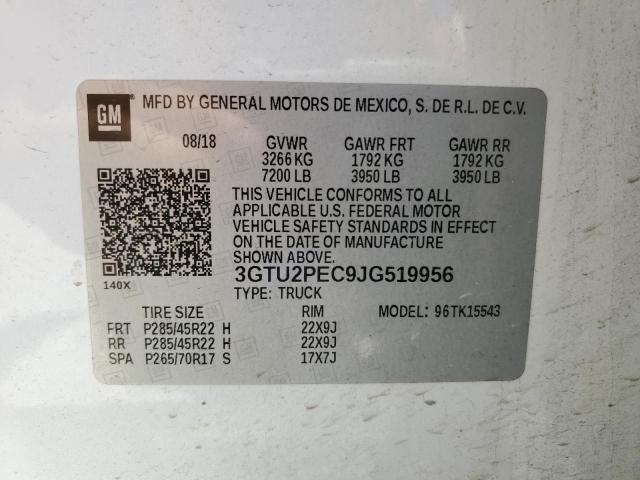 GM MFD BY GENERAL MOTORS DE MEXICO, S. DE R.L. DE C.V.
08/18 GVWR GAWR FRT GAWR RR
3266 KG 1792 KG 1792 KG
7200 LB 3950 LB 3950 LB
THIS VEHICLE CONFORMS TO ALL
APPLICABLE U.S. FEDERAL MOTOR
VEHICLE SAFETY STANDARDS IN EFFECT
ON THE DATE OF MANUFACTURE
SHOWN ABOVE.
3GTU2PEC9JG519956
140X
TYPE: TRUCK
TIRE SIZE RIM MODEL: 96TK15543
FRT P285/45R22 H 22X9J
RR P285/45R22 H 22X9J
SPA P265/70R17 S 17X7J